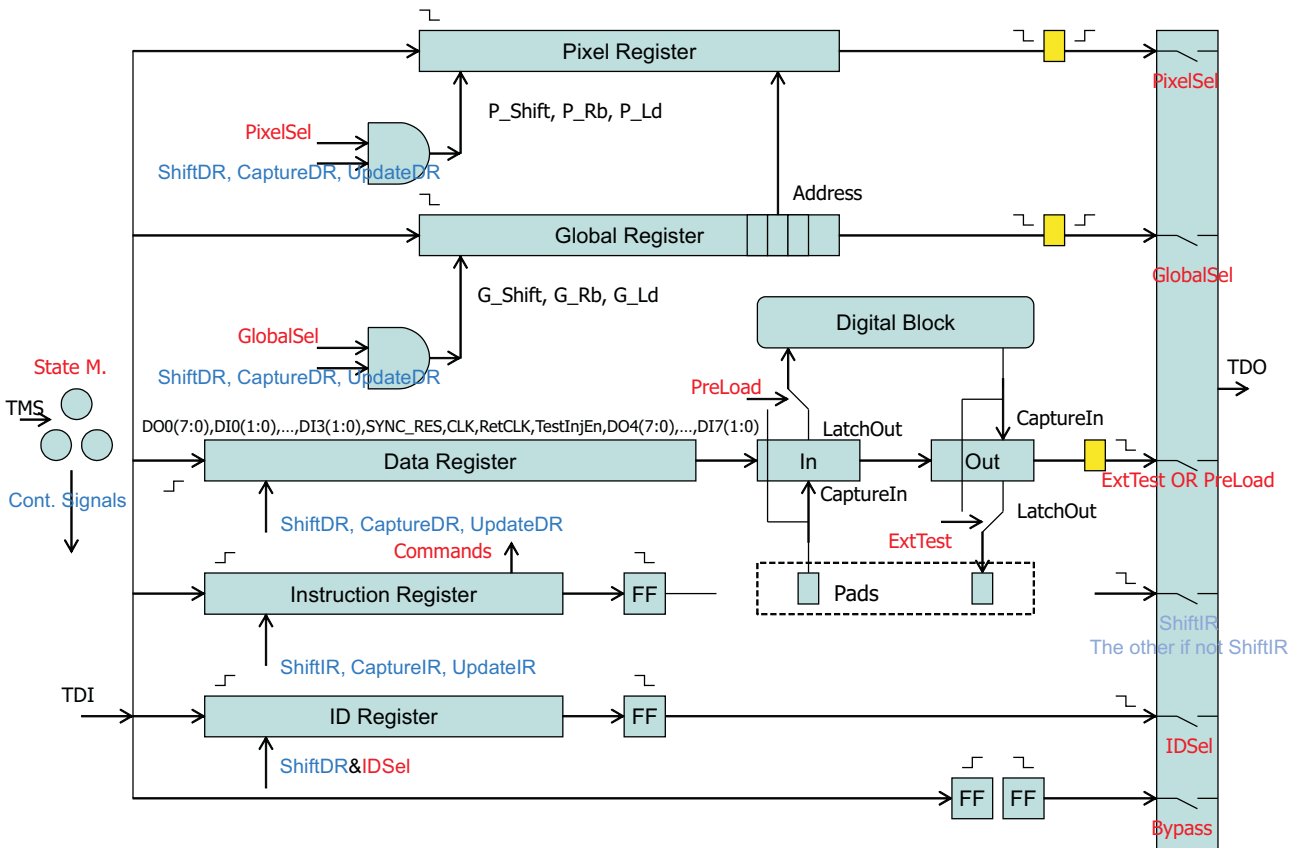 Pixel Register
PixelSel
P_Shift, P_Rb, P_Ld
PixelSel
ShiftDR, CaptureDR, UpdateDR
Address
Global Register
GlobalSel
G_Shift, G_Rb, G_Ld
Digital Block
GlobalSel
ShiftDR, CaptureDR, UpdateDR
State M.
TDO
PreLoad
TMS
CaptureIn
DO0(7:0),DI0(1:0),...,DI3(1:0),SYNC_RES,CLK,RetCLK,TestInjEn,DO4(7:0),...,DI7(1:0)
LatchOut
Data Register
In
Out
ExtTest OR PreLoad
Cont. Signals
CaptureIn
LatchOut
ShiftDR, CaptureDR, UpdateDR
ExtTest
Commands
Instruction Register
FF
Pads
ShiftIR
The other if not ShiftIR
ShiftIR, CaptureIR, UpdateIR
TDI
ID Register
FF
IDSel
ShiftDR&IDSel
FF
FF
Bypass